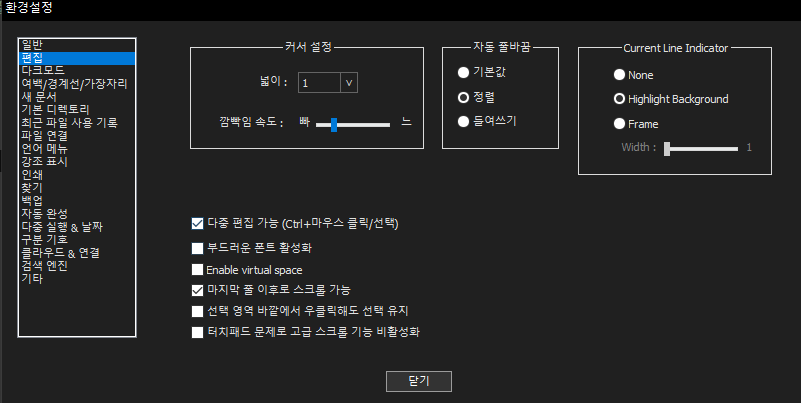 환경설정
일반
편집
다크모드
여백/경계선/가장자리
새 문서
기본 디렉토리
최근 파일 사용 기록
파일 연결
언어 메뉴
강조 표시
인쇄
찾기
백업
자동 완성
다중 실행 & 날짜
구분 기호
클라우드 & 연결
검색 엔진
기타
커서 설정
넓이 : 1
깜빡임 속도 : 빠 느
자동 줄바꿈
기본값
정렬
들여쓰기
Current Line Indicator
None
Highlight Background
Frame
Width : 1
다중 편집 가능 (Ctrl+마우스 클릭/선택)
부드러운 폰트 활성화
Enable virtual space
마지막 줄 이후로 스크롤 가능
선택 영역 바깥에서 우클릭해도 선택 유지
터치패드 문제로 고급 스크롤 기능 비활성화
닫기